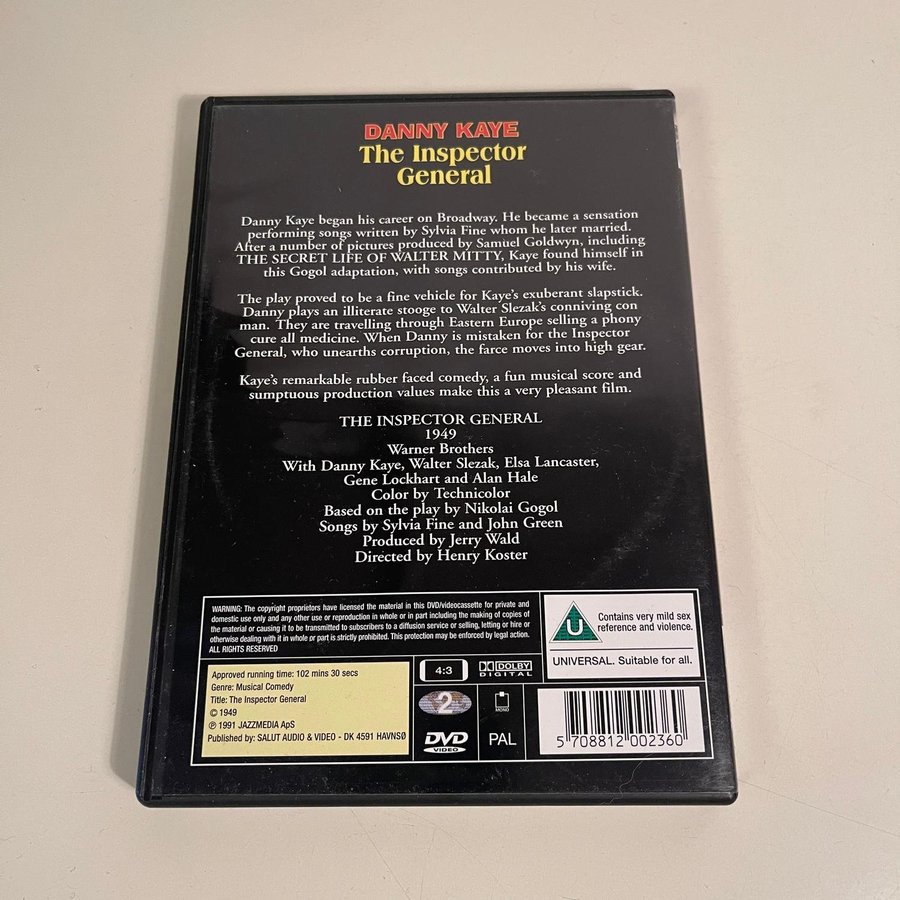 DANNY KAYE
The Inspector
General
Danny Kaye began his career on Broadway. He became a sensation
performing songs written by Sylvia Fine whom he later married.
After a number of pictures produced by Samuel Goldwyn, including
THE SECRET LIFE OF WALTER MITTY, Kaye found himself in
this Gogol adaptation, with songs contributed by his wife.
The play proved to be a fine vehicle for Kaye's exuberant slapstick.
Danny plays an illiterate stooge to Walter Slezak's conniving con
man. They are travelling through Eastern Europe selling a phony
cure all medicine. When Danny is mistaken for the Inspector
General, who unearths corruption, the farce moves into high gear.
Kaye's remarkable rubber faced comedy, a fun musical score and
sumptuous production values make this a very pleasant film.
THE INSPECTOR GENERAL
1949
Warner Brothers
With Danny Kaye, Walter Slezak, Elsa Lancaster,
Gene Lockhart and Alan Hale
Color by Technicolor
Based on the play by Nikolai Gogol
Songs by Sylvia Fine and John Green
Produced by Jerry Wald
Directed by Henry Koster
WARNING: The copyright proprietors have licensed the material in this DVD/videocassette for private and
domestic use only and any other use or reproduction in whole or in part including the making of copies of
the material or causing it to be transmitted to subscribers to a diffusion service or selling, letting or hire or
otherwise dealing with it in whole pr part is strictly prohibited. This protection may be enforced by legal action.
ALL RIGHTS RESERVED
U
Contains very mild sex
reference and violence.
UNIVERSAL. Suitable for all.
Approved running time: 102 mins 30 secs
Genre: Musical Comedy
Title: The Inspector General
© 1949
℗ 1991 JAZZMEDIA ApS
Published by: SALUT AUDIO & VIDEO - DK 4591 HAVNSØ
4:3
DOLBY
DIGITAL
2
MONO
DVD
VIDEO
PAL
5 708812 002360